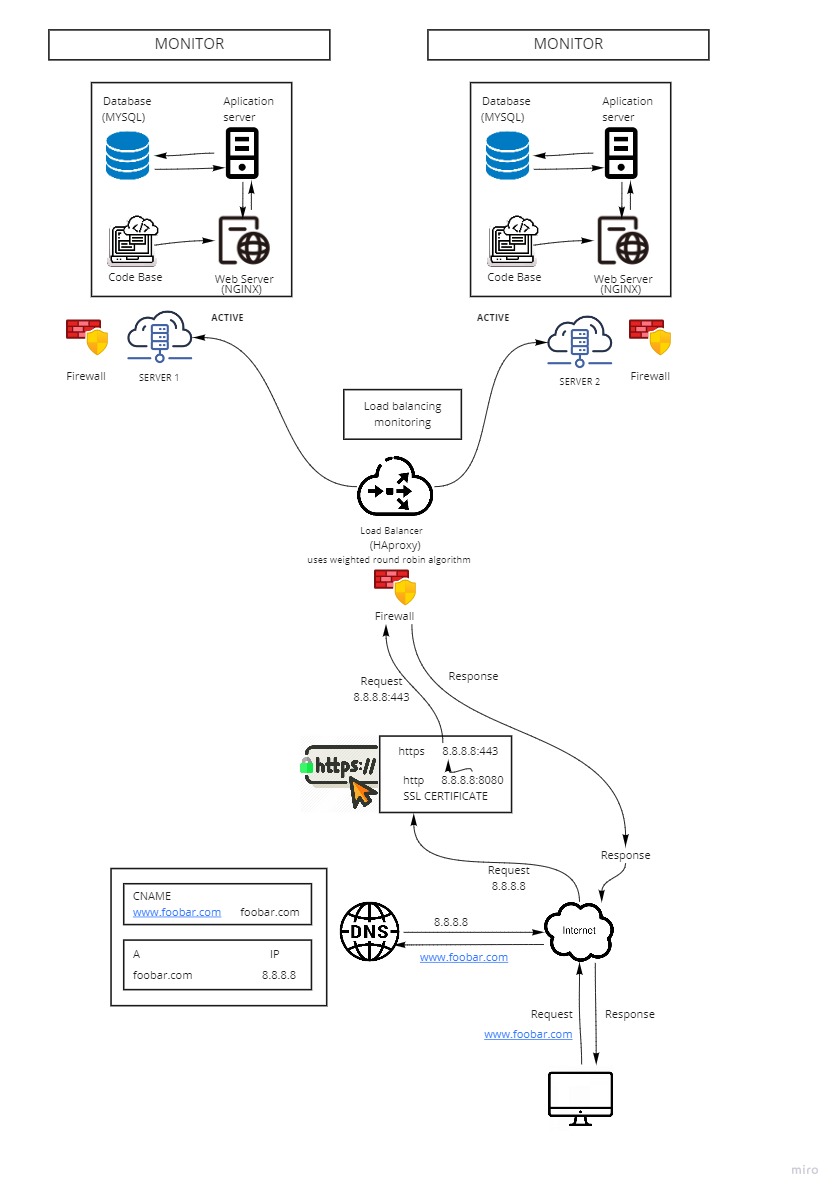 MONITOR
MONITOR
Database
(MYSQL)
Aplication
server
Code Base
Web Server
(NGINX)
Database
(MYSQL)
Aplication
server
Code Base
Web Server
(NGINX)
ACTIVE
Firewall
SERVER 1
ACTIVE
SERVER 2
Firewall
Load balancing
monitoring
Load Balancer
(HAproxy)
uses weighted round robin algorithm
Firewall
Request
8.8.8.8:443
Response
https://
https 8.8.8.8:443
http 8.8.8.8:8080
SSL CERTIFICATE
Response
Request
8.8.8.8
CNAME
www.foobar.com foobar.com
A IP
foobar.com 8.8.8.8
DNS
8.8.8.8
www.foobar.com
Internet
Request
www.foobar.com
Response
miro